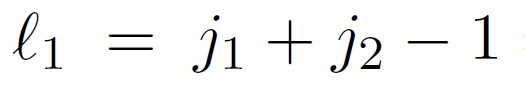 ℓ₁ = j₁ + j₂ − 1